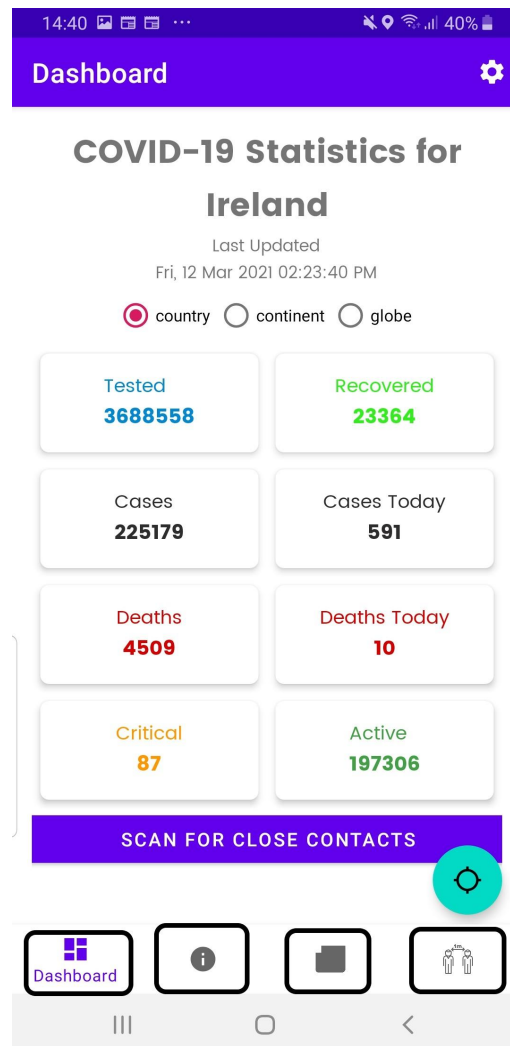 14:40 40%
Dashboard
COVID-19 Statistics for
Ireland
Last Updated
Fri, 12 Mar 2021 02:23:40 PM
country continent globe
Tested Recovered
3688558 23364
Cases Cases Today
225179 591
Deaths Deaths Today
4509 10
Critical Active
87 197306
SCAN FOR CLOSE CONTACTS
1m
Dashboard